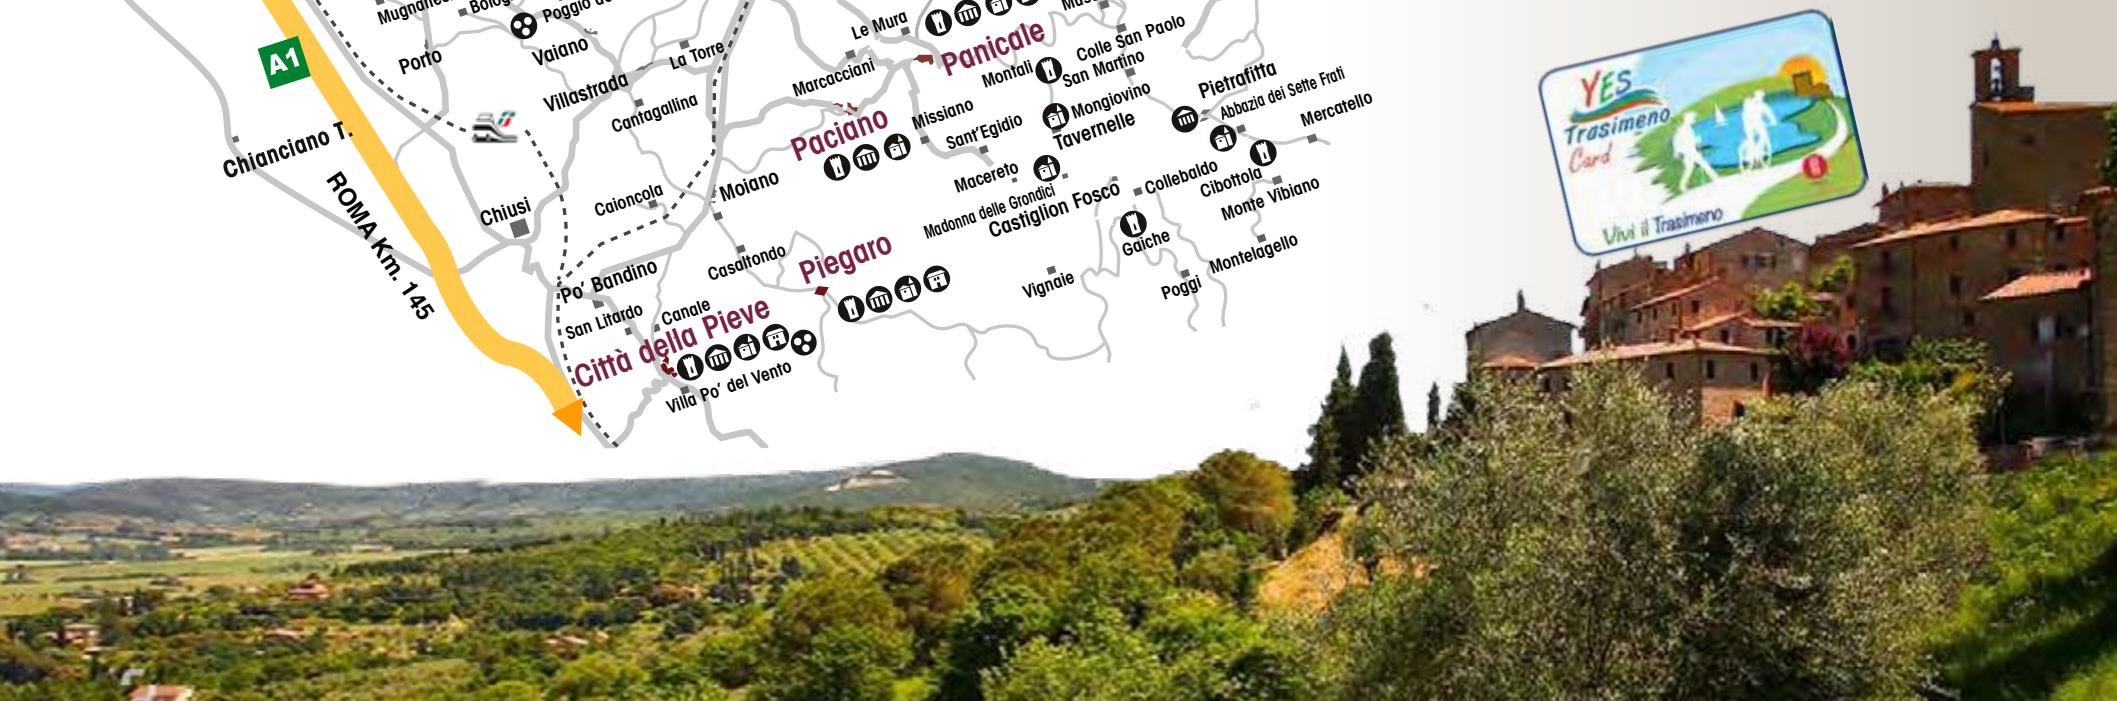 Porto
Vaiano
La Torre
Villastrada
Cantagallina
Le Mura
Panicale
Marcacciani
Colle San Paolo
Montali
San Martino
Mongiovino
Pietrafitta
Abbazia dei Sette Frati
Mercatello
Missiano
Sant'Egidio
Tavernelle
Paciano
A1
Chianciano T.
ROMA Km. 145
Chiusi
Caioncola
Moiano
Macereto
Madonna delle Grondici
Castiglion Fosco
Collebaldo
Cibottola
Monte Vibiano
Gaiche
Montelagello
Vignaie
Poggi
Casaltondo
Piegaro
Po' Bandino
San Litardo
Canale
Città della Pieve
Villa Po' del Vento
YES
Trasimeno
Card
Vivi il Trasimeno